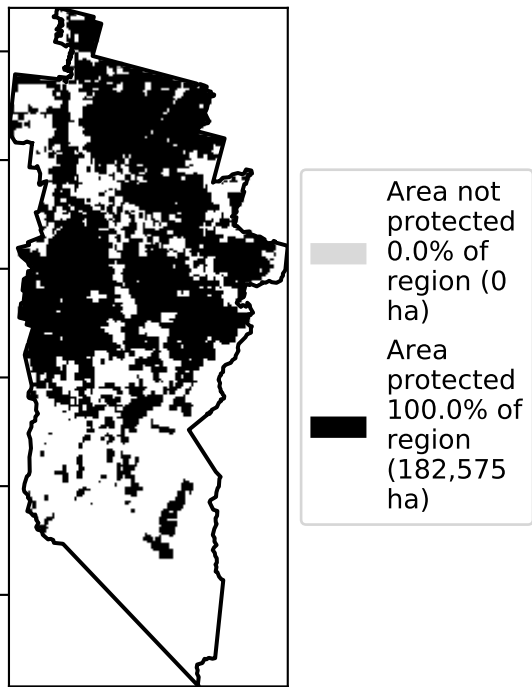 Area not
protected
0.0% of
region (0
ha)
Area
protected
100.0% of
region
(182,575
ha)